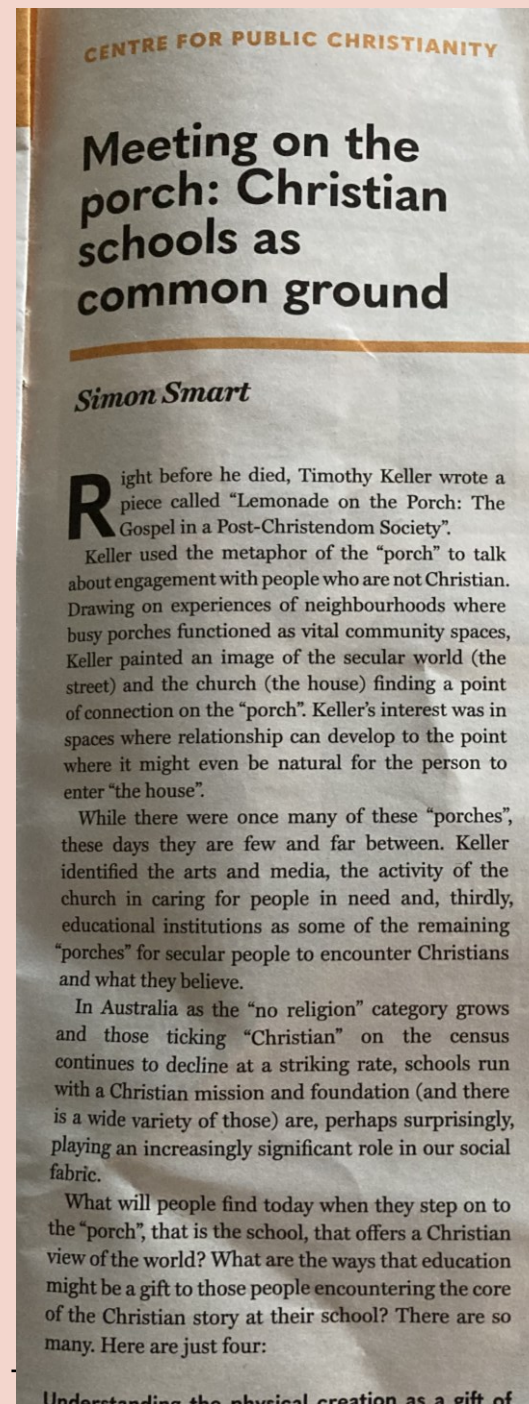 CENTRE FOR PUBLIC CHRISTIANITY
Meeting on the
porch: Christian
schools as
common ground
Simon Smart
Right before he died, Timothy Keller wrote a
piece called “Lemonade on the Porch: The
Gospel in a Post-Christendom Society”.
Keller used the metaphor of the “porch” to talk
about engagement with people who are not Christian.
Drawing on experiences of neighbourhoods where
busy porches functioned as vital community spaces,
Keller painted an image of the secular world (the
street) and the church (the house) finding a point
of connection on the “porch”. Keller’s interest was in
spaces where relationship can develop to the point
where it might even be natural for the person to
enter “the house”.
While there were once many of these “porches”,
these days they are few and far between. Keller
identified the arts and media, the activity of the
church in caring for people in need and, thirdly,
educational institutions as some of the remaining
“porches” for secular people to encounter Christians
and what they believe.
In Australia as the “no religion” category grows
and those ticking “Christian” on the census
continues to decline at a striking rate, schools run
with a Christian mission and foundation (and there
is a wide variety of those) are, perhaps surprisingly,
playing an increasingly significant role in our social
fabric.
What will people find today when they step on to
the “porch”, that is the school, that offers a Christian
view of the world? What are the ways that education
might be a gift to those people encountering the core
of the Christian story at their school? There are so
many. Here are just four:
Understanding the physical creation as a gift of